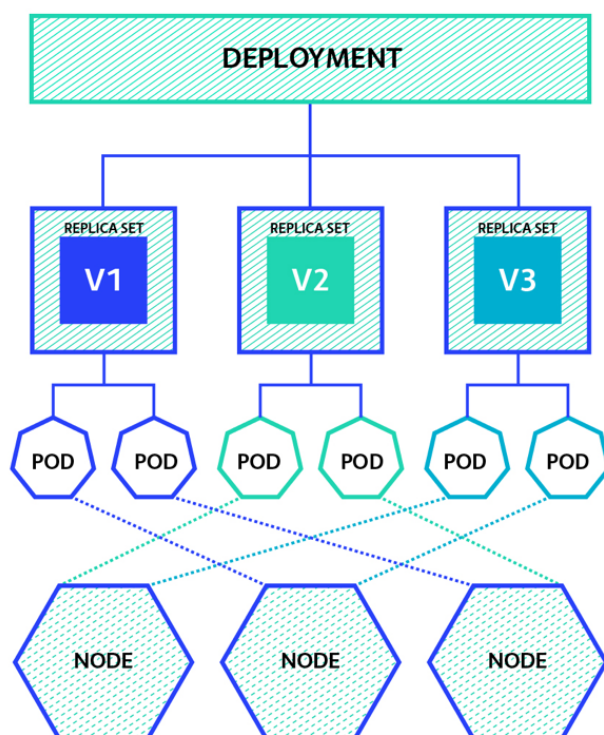 DEPLOYMENT
REPLICA SET
V1
REPLICA SET
V2
REPLICA SET
V3
POD
POD
POD
POD
POD
POD
NODE
NODE
NODE